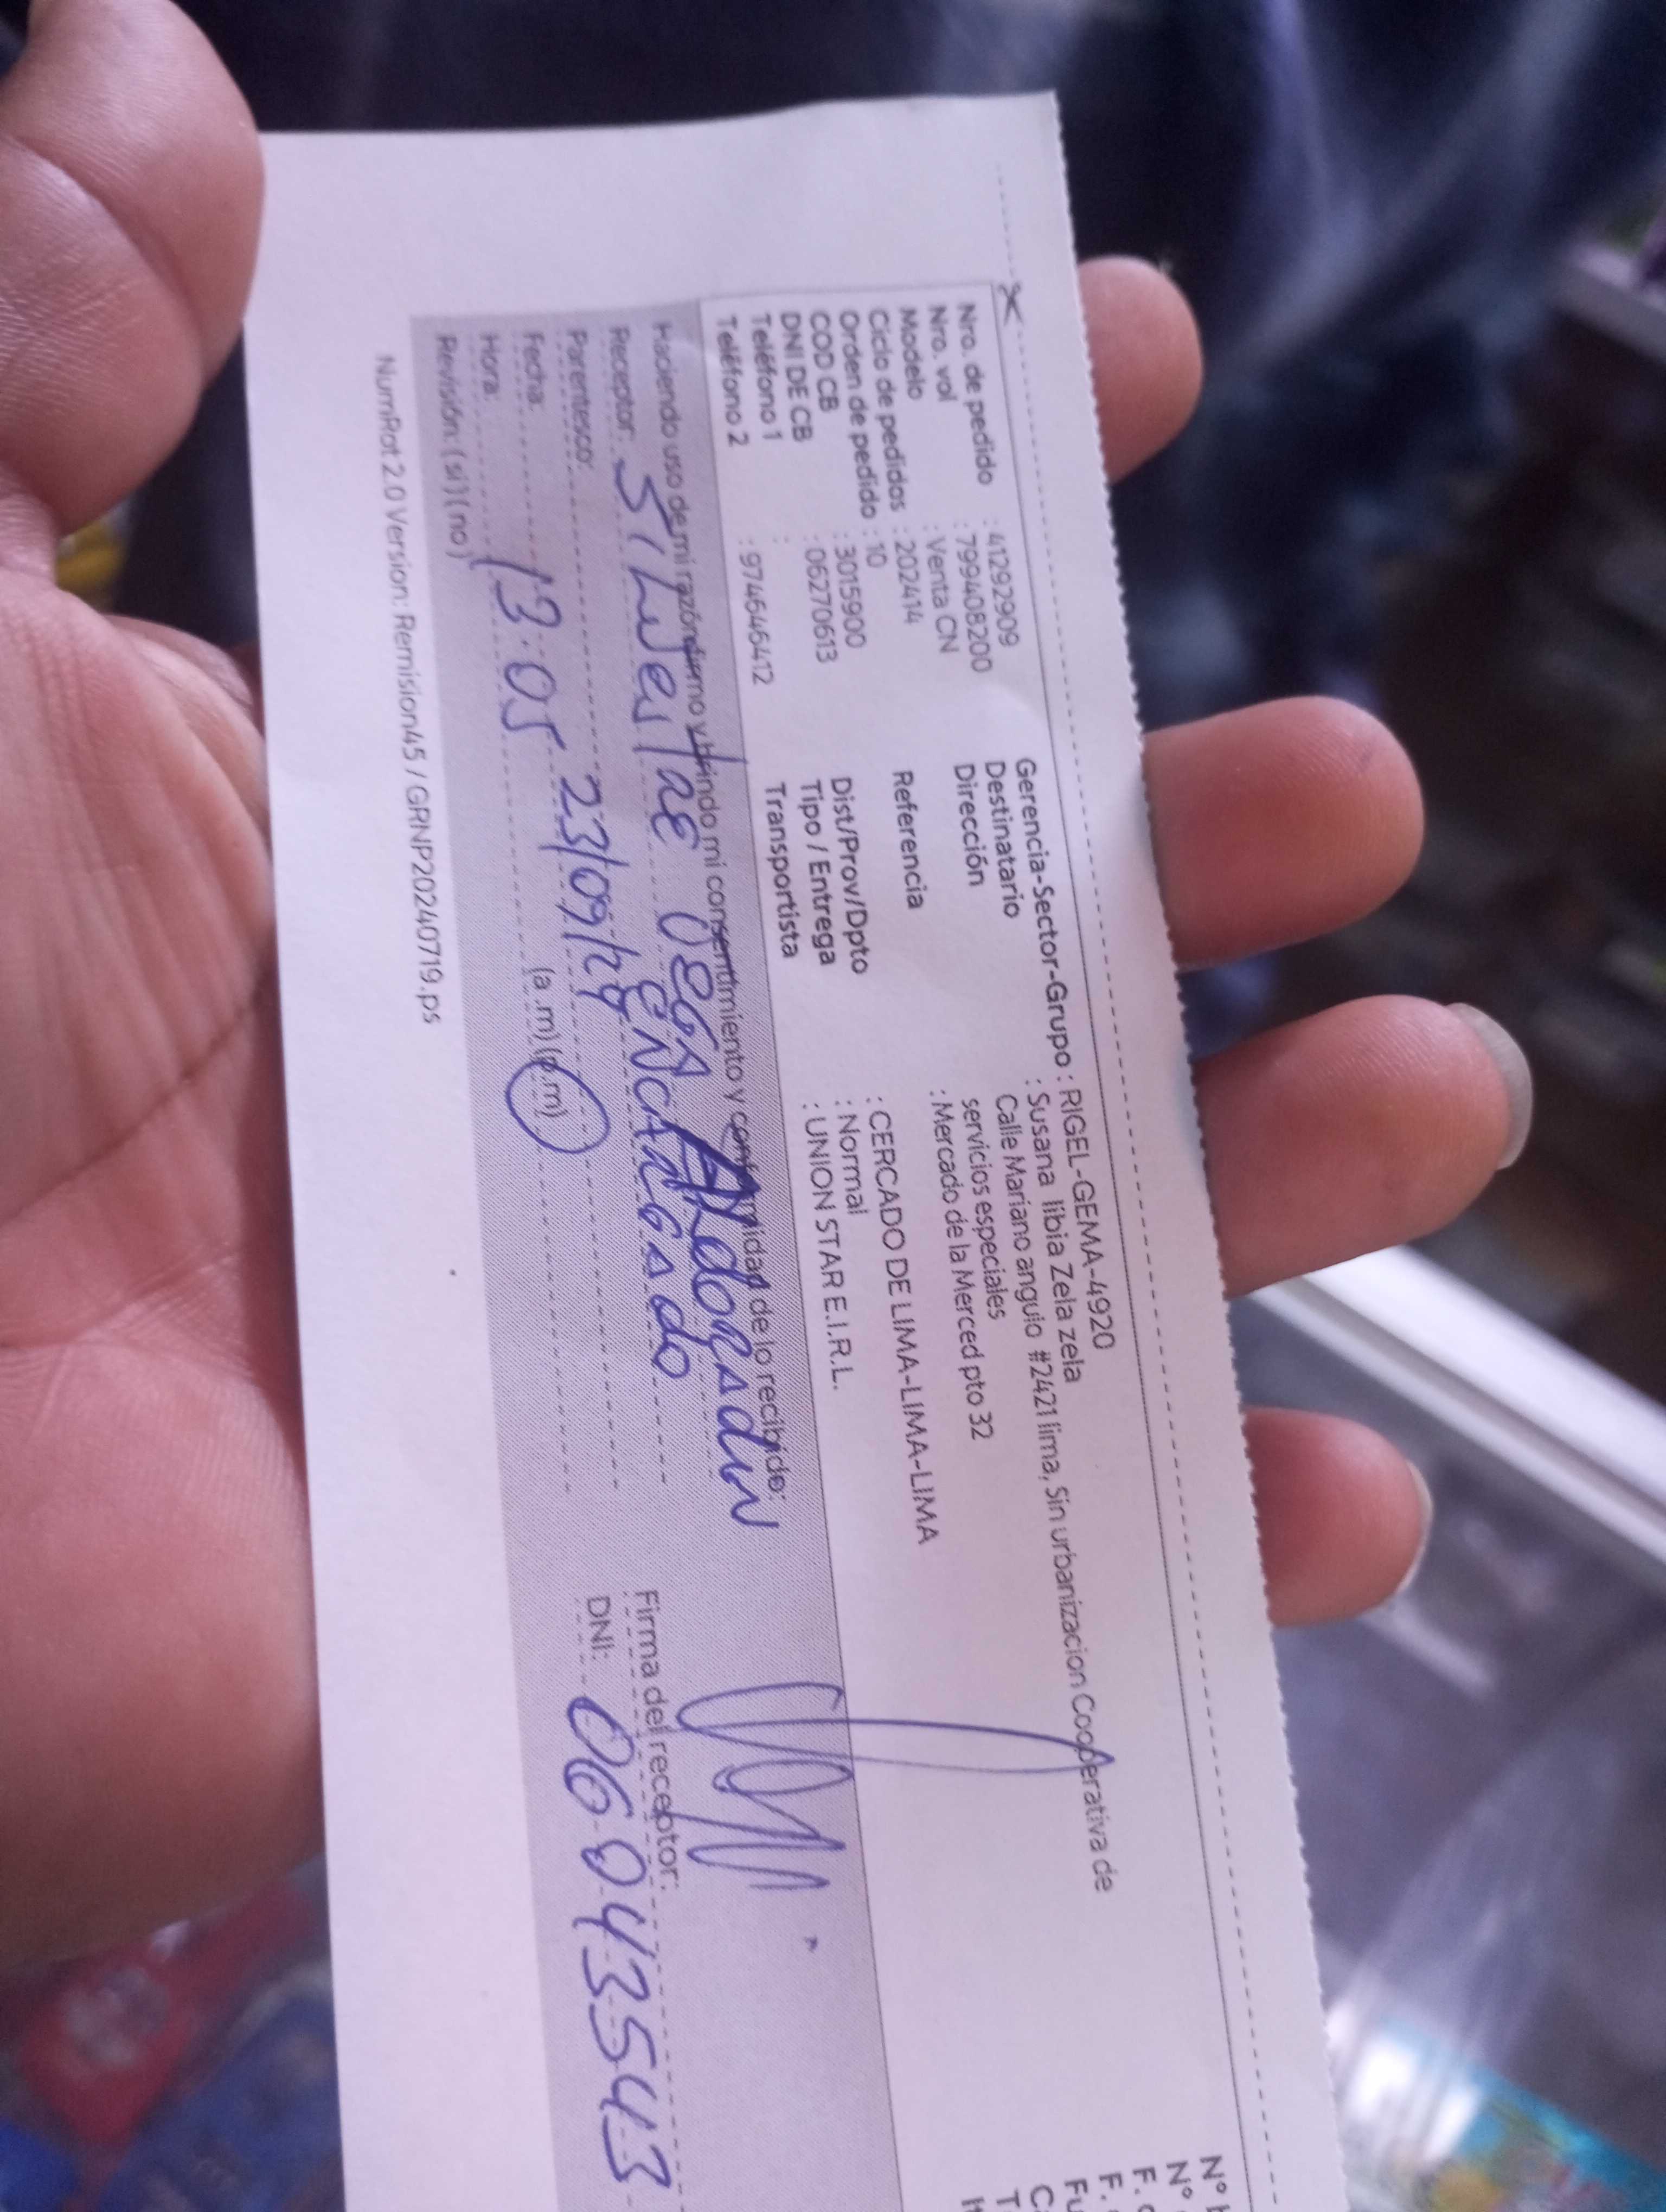 Nro. de pedido : 41292909
Nro. vol : 799408200
Modelo : Venta CN
Ciclo de pedidos : 202414
Orden de pedido : 10
COD CB : 3015900
DNI DE CB : 06270613
Teléfono 1 :
Teléfono 2 : 974646412
Gerencia-Sector-Grupo : RIGEL-GEMA-4920
Destinatario : Susana libia Zela zela
Dirección Calle Mariano angulo #2421 lima, Sin urbanizacion Cooperativa de
servicios especiales
Referencia : Mercado de la Merced pto 32
Dist/Prov/Dpto : CERCADO DE LIMA-LIMA-LIMA
Tipo / Entrega : Normal
Transportista : UNION STAR E.I.R.L.
Haciendo uso de mi razón firmo y brindo mi consentimiento y conformidad de lo recibido:
Receptor: Silvestre
Parentesco: ENCARGAdo
Fecha: 23/09/24
Hora: 13.05 (a.m) (p.m)
Revisión: (si) (no)
Firma del receptor:
DNI: 06043543
NumRot 2.0 Version: Remision45 / GRNP20240719.ps
Nº
Nº
F.
F.